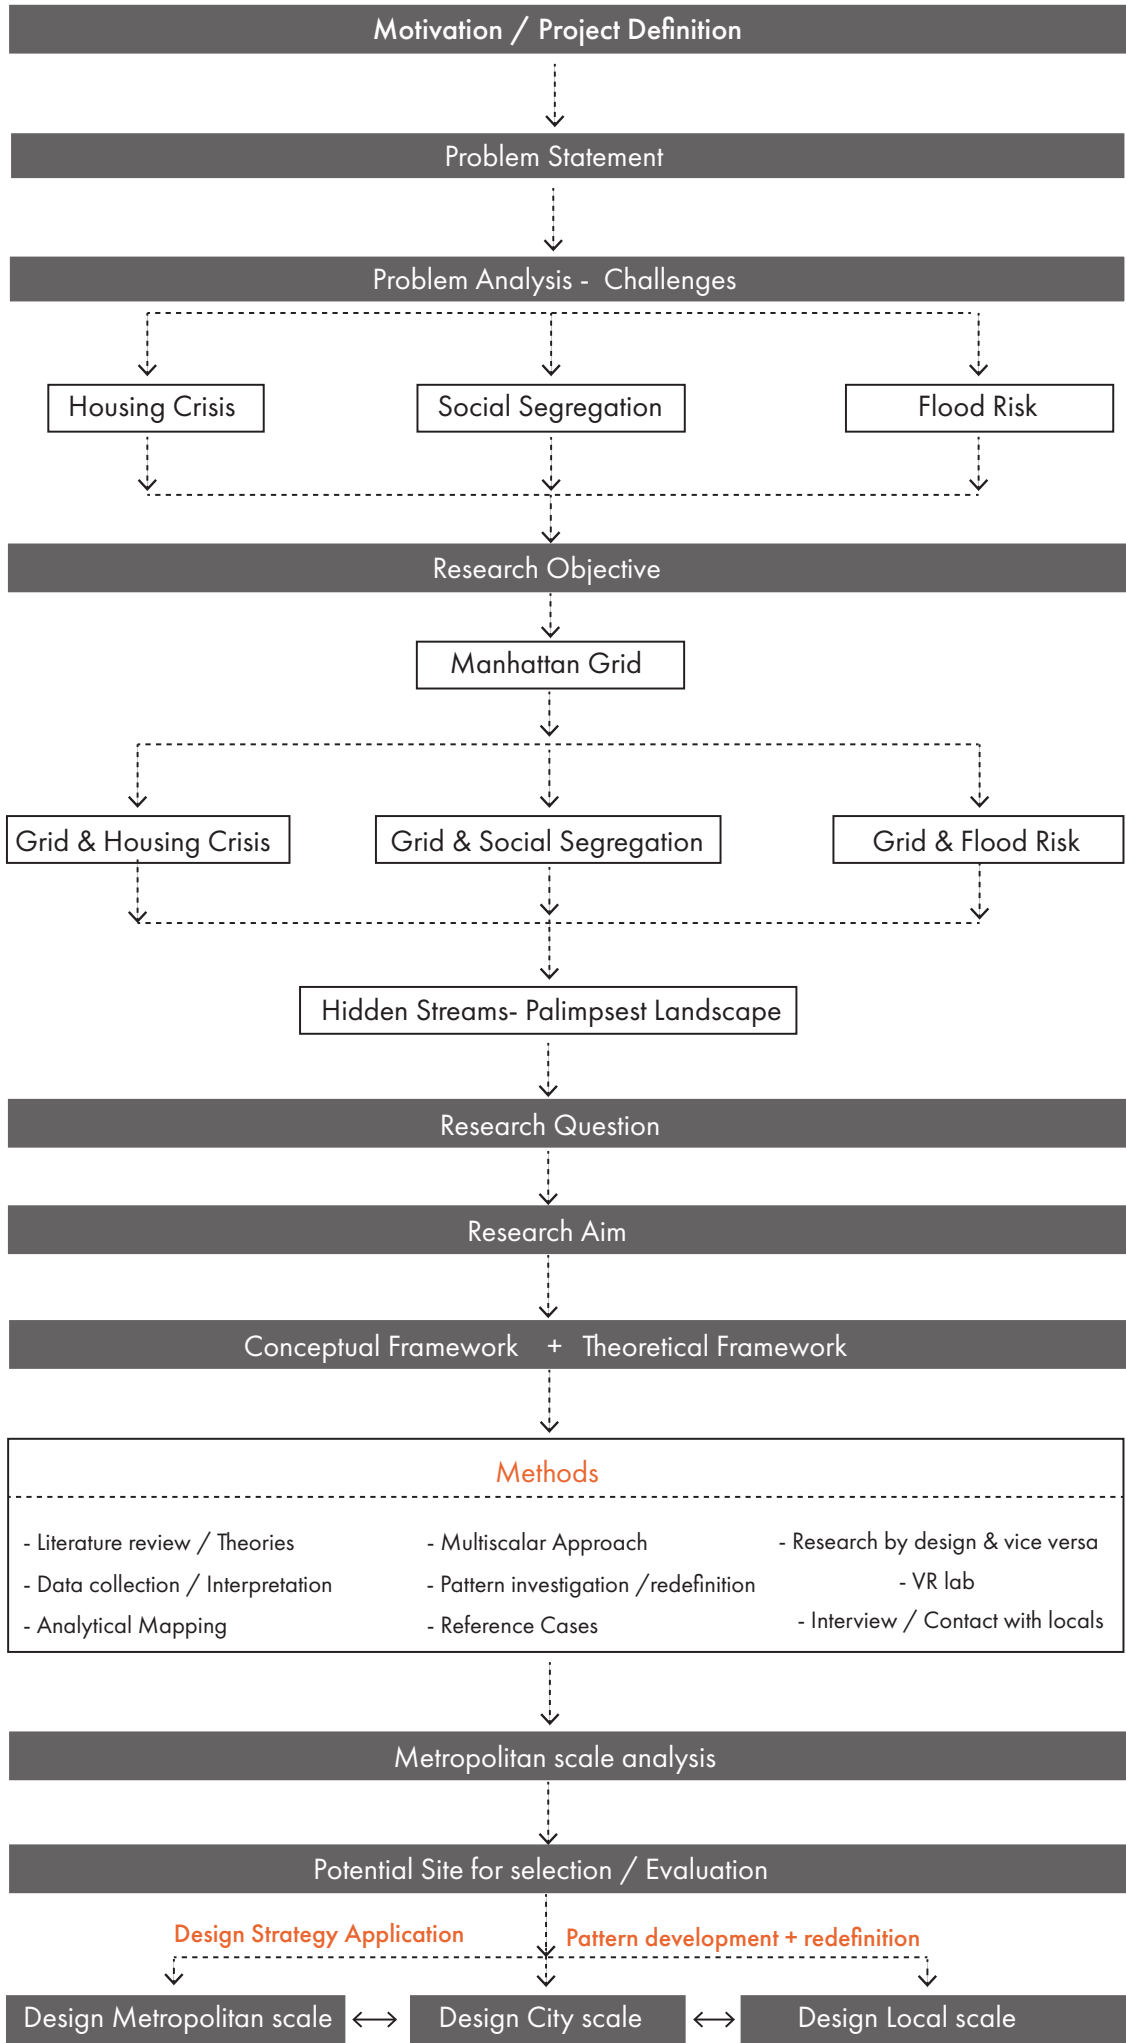 Motivation / Project Definition
Problem Statement
Problem Analysis - Challenges
Housing Crisis
Social Segregation
Flood Risk
Research Objective
Manhattan Grid
Grid & Housing Crisis
Grid & Social Segregation
Grid & Flood Risk
Hidden Streams- Palimpsest Landscape
Research Question
Research Aim
Conceptual Framework + Theoretical Framework
Methods
- Literature review / Theories
- Data collection / Interpretation
- Analytical Mapping
- Multiscalar Approach
- Pattern investigation /redefinition
- Reference Cases
- Research by design & vice versa
- VR lab
- Interview / Contact with locals
Metropolitan scale analysis
Potential Site for selection / Evaluation
Design Strategy Application
Pattern development + redefinition
Design Metropolitan scale
Design City scale
Design Local scale